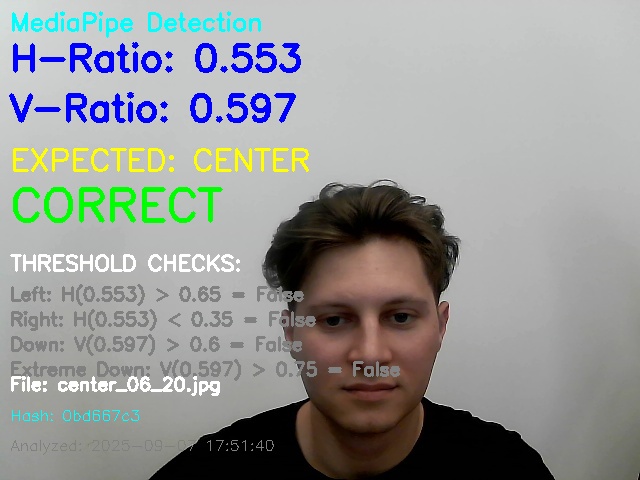 MediaPipe Detection
H-Ratio: 0.553
V-Ratio: 0.597
EXPECTED: CENTER
CORRECT
THRESHOLD CHECKS:
Left: H(0.553) > 0.65 = False
Right: H(0.553) < 0.35 = False
Down: V(0.597) > 0.6 = False
Extreme Down: V(0.597) > 0.75 = False
File: center_06_20.jpg
Hash: 0bd667c3
Analyzed: 2025-09-07 17:51:40